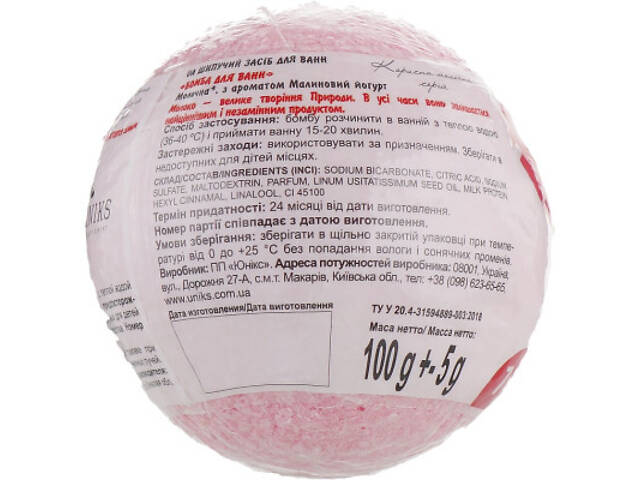 ШИПУЧИЙ ЗАСІБ ДЛЯ ВАНН
«БОМБА ДЛЯ ВАНН»
Молочна*, з ароматом Малиновий йогурт
Молоко — велике творіння Природи. В усі часи воно залишається
найціннішим і незамінним продуктом.
Спосіб застосування: бомбу розчинити в ванній з теплою водою
(36-40 °С) і приймати ванну 15-20 хвилин.
Застережні заходи: використовувати за призначенням. Зберігати в
недоступних для дітей місцях.
СКЛАД/СОСТАВ/INGREDIENTS (INCI): SODIUM BICARBONATE, CITRIC ACID, SODIUM
SULFATE, MALTODEXTRIN, PARFUM, LINUM USITATISSIMUM SEED OIL, MILK PROTEIN
HEXYL CINNAMAL, LINALOOL, CI 45100
Термін придатності: 24 місяці від дати виготовлення.
Номер партії співпадає з датою виготовлення.
Умови зберігання: зберігати в щільно закритій упаковці при темпе-
ратурі від 0 до +25 °С без попадання вологи і сонячних променів.
Виробник: ПП «Юнікс». Адреса потужностей виробника: 08001, Україна,
вул., Дорожня 27-А, с.м.т. Макарів, Київська обл., тел: +38 (098) 623-65-65,
www.uniks.com.ua
Дата изготовления/Дата виготовлення
ТУ У 20.4-31594889-003:2018
Маса нетто/ Масса нетто:
100 g +- 5 g
серія
UNIKS